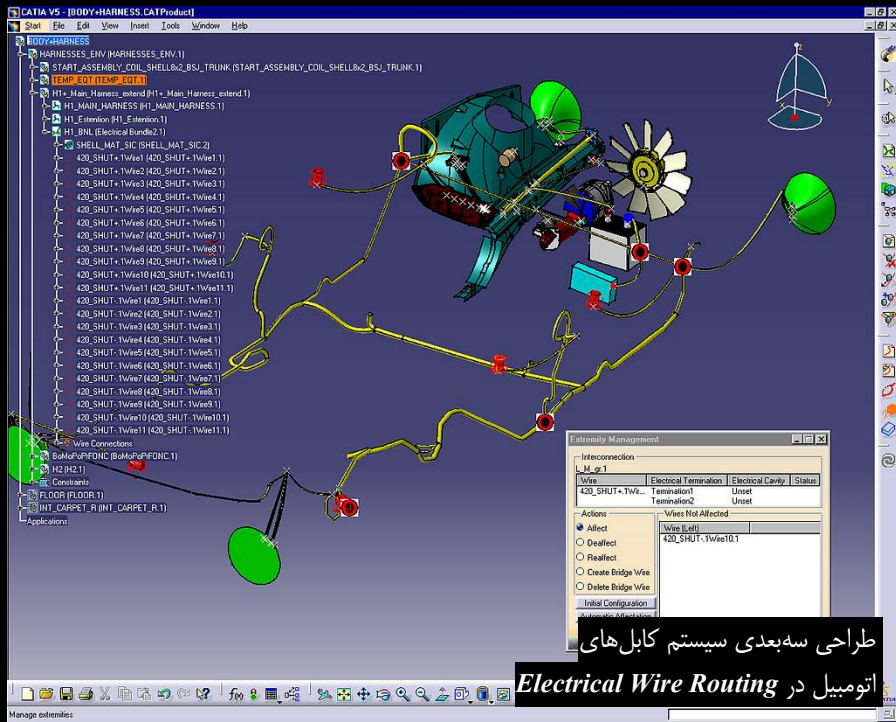 CATIA V5 - [BODY+HARNESS.CATProduct]
Start File Edit View Insert Tools Window Help
BODY+HARNESS
HARNESSES_ENV (HARNESSES_ENV.1)
START_ASSEMBLY_COIL_SHELL8x2_BSJ_TRUNK (START_ASSEMBLY_COIL_SHELL8x2_BSJ_TRUNK.1)
TEMP_EQT (TEMP_EQT.1)
H1+_Main_Harness_extend (H1+_Main_Harness_extend.1)
H1_MAIN_HARNESS (H1_MAIN_HARNESS.1)
H1_Extention (H1_Extention.1)
H1_BNL (Electrical Bundle2.1)
SHELL_MAT_SIC (SHELL_MAT_SIC.2)
420_SHUT+.1Wire1 (420_SHUT+.1Wire1.1)
420_SHUT+.1Wire2 (420_SHUT+.1Wire2.1)
420_SHUT+.1Wire3 (420_SHUT+.1Wire3.1)
420_SHUT+.1Wire4 (420_SHUT+.1Wire4.1)
420_SHUT+.1Wire5 (420_SHUT+.1Wire5.1)
420_SHUT+.1Wire6 (420_SHUT+.1Wire6.1)
420_SHUT+.1Wire7 (420_SHUT+.1Wire7.1)
420_SHUT+.1Wire8 (420_SHUT+.1Wire8.1)
420_SHUT+.1Wire9 (420_SHUT+.1Wire9.1)
420_SHUT+.1Wire10 (420_SHUT+.1Wire10.1)
420_SHUT+.1Wire11 (420_SHUT+.1Wire11.1)
420_SHUT-.1Wire1 (420_SHUT-.1Wire1.1)
420_SHUT-.1Wire2 (420_SHUT-.1Wire2.1)
420_SHUT-.1Wire3 (420_SHUT-.1Wire3.1)
420_SHUT-.1Wire4 (420_SHUT-.1Wire4.1)
420_SHUT-.1Wire5 (420_SHUT-.1Wire5.1)
420_SHUT-.1Wire6 (420_SHUT-.1Wire6.1)
420_SHUT-.1Wire7 (420_SHUT-.1Wire7.1)
420_SHUT-.1Wire8 (420_SHUT-.1Wire8.1)
420_SHUT-.1Wire9 (420_SHUT-.1Wire9.1)
420_SHUT-.1Wire10 (420_SHUT-.1Wire10.1)
420_SHUT-.1Wire11 (420_SHUT-.1Wire11.1)
Wire Connections
BoMoPoPrFONC (BoMoPoPrFONC.1)
H2 (H2.1)
Constraints
FLOOR (FLOOR.1)
INT_CARPET_R (INT_CARPET_R.1)
Applications
Extremity Management
Interconnection
L_M_gr.1
Wire Electrical Termination Electrical Cavity Status
420_SHUT+.1Wir... Termination1 Unset
Termination2 Unset
Actions Wires Not Affected
Affect
Deaffect
Reaffect
Create Bridge Wire
Delete Bridge Wire
Wire (Left)
420_SHUT-.1Wire10.1
Initial Configuration
Automatic Affectation
طراحی سه‌بعدی سیستم کابل‌های
اتومبیل در Electrical Wire Routing
Manage extremities